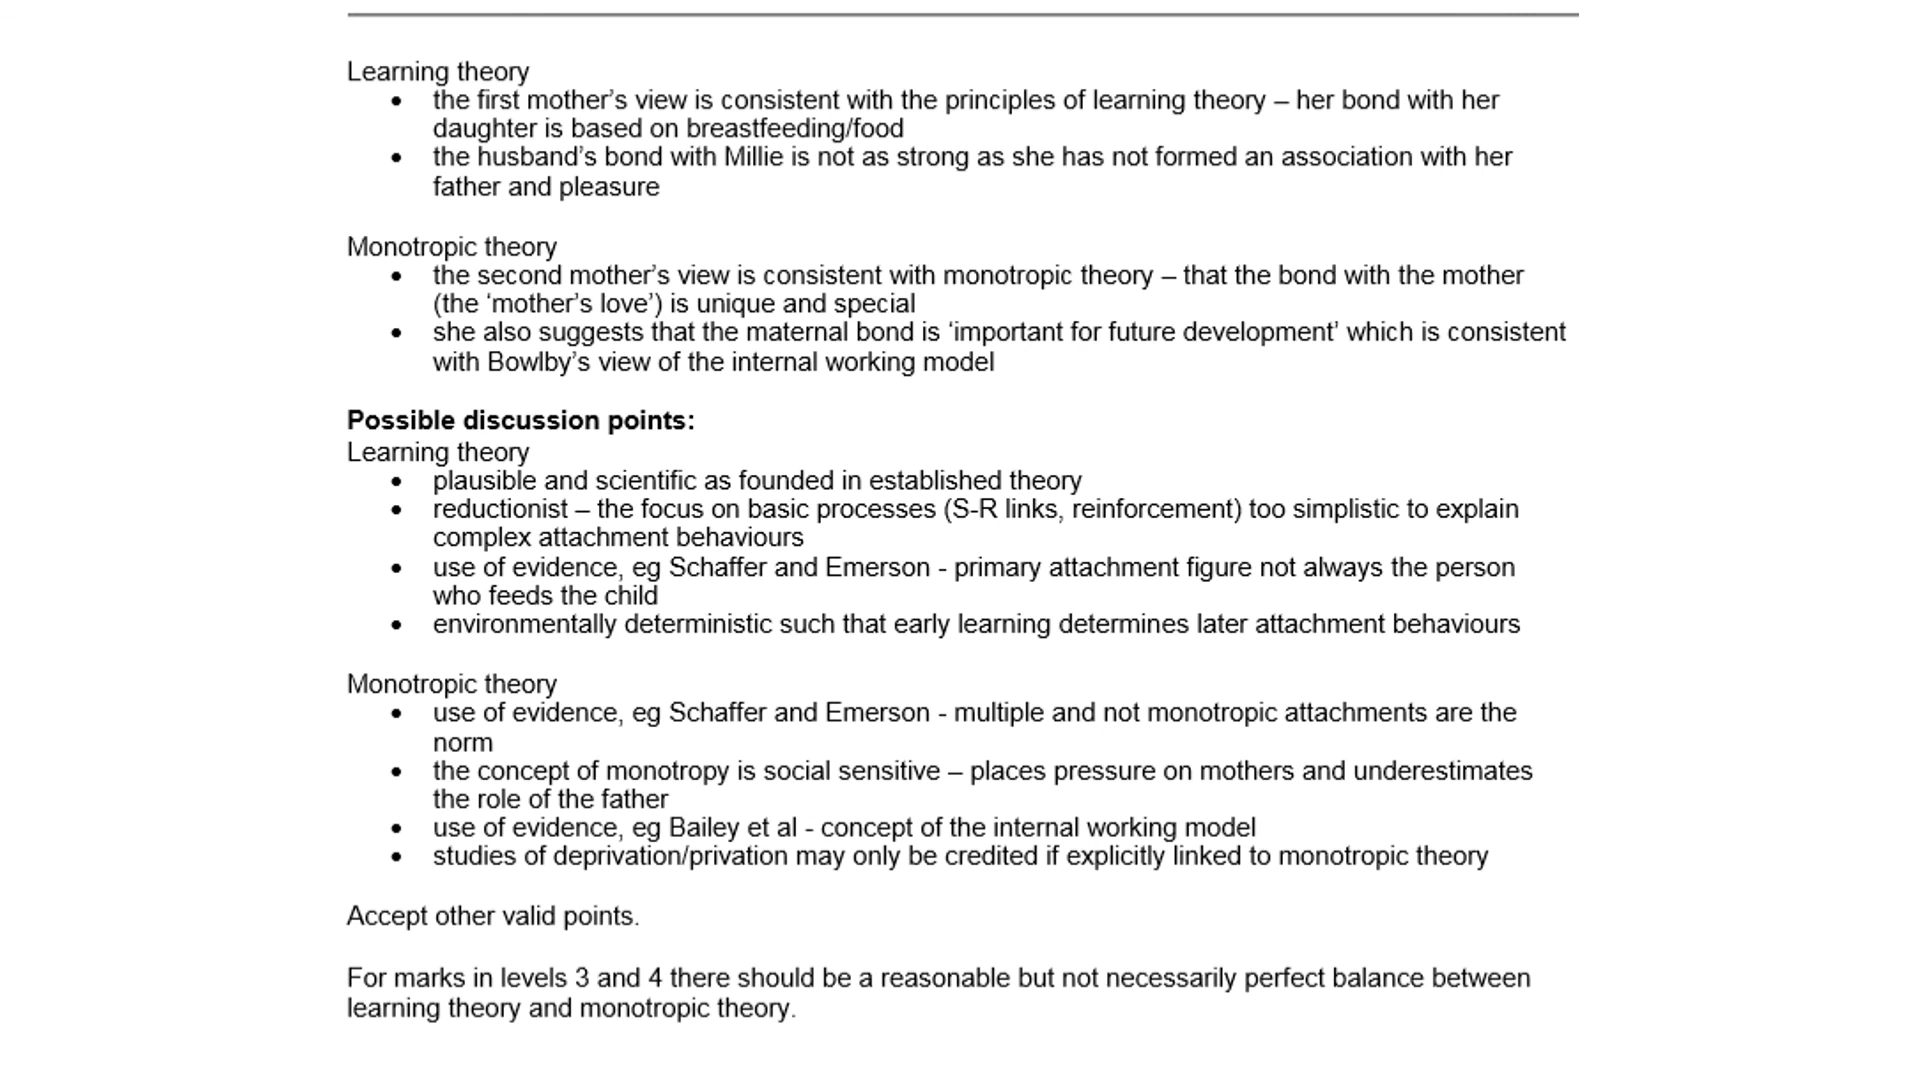 Learning theory
• the first mother’s view is consistent with the principles of learning theory – her bond with her
daughter is based on breastfeeding/food
• the husband’s bond with Millie is not as strong as she has not formed an association with her
father and pleasure
Monotropic theory
• the second mother’s view is consistent with monotropic theory – that the bond with the mother
(the ‘mother’s love’) is unique and special
• she also suggests that the maternal bond is ‘important for future development’ which is consistent
with Bowlby’s view of the internal working model
Possible discussion points:
Learning theory
• plausible and scientific as founded in established theory
• reductionist – the focus on basic processes (S-R links, reinforcement) too simplistic to explain
complex attachment behaviours
• use of evidence, eg Schaffer and Emerson - primary attachment figure not always the person
who feeds the child
• environmentally deterministic such that early learning determines later attachment behaviours
Monotropic theory
• use of evidence, eg Schaffer and Emerson - multiple and not monotropic attachments are the
norm
• the concept of monotropy is social sensitive – places pressure on mothers and underestimates
the role of the father
• use of evidence, eg Bailey et al - concept of the internal working model
• studies of deprivation/privation may only be credited if explicitly linked to monotropic theory
Accept other valid points.
For marks in levels 3 and 4 there should be a reasonable but not necessarily perfect balance between
learning theory and monotropic theory.